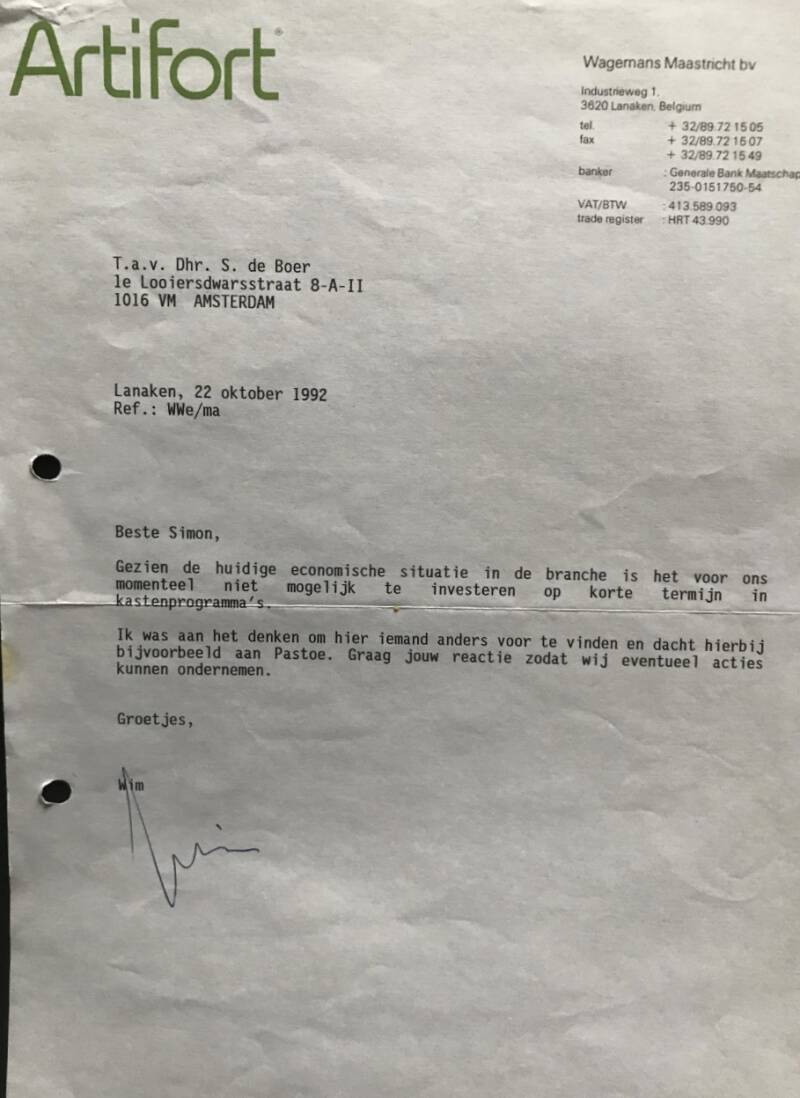 Artifort®
Wagemans Maastricht bv
Industrieweg 1.
3620 Lanaken, Belgium
tel. + 32/89.72 15 05
fax + 32/89.72 15 07
+ 32/89.72 15 49
banker : Generale Bank Maatschap
235-0151750-54
VAT/BTW : 413.589.093
trade register : HRT 43.990
T.a.v. Dhr. S. de Boer
1e Looiersdwarsstraat 8-A-II
1016 VM AMSTERDAM
Lanaken, 22 oktober 1992
Ref.: WWe/ma
Beste Simon,
Gezien de huidige economische situatie in de branche is het voor ons
momenteel niet mogelijk te investeren op korte termijn in
kastenprogramma's.
Ik was aan het denken om hier iemand anders voor te vinden en dacht hierbij
bijvoorbeeld aan Pastoe. Graag jouw reactie zodat wij eventueel acties
kunnen ondernemen.
Groetjes,
Wim